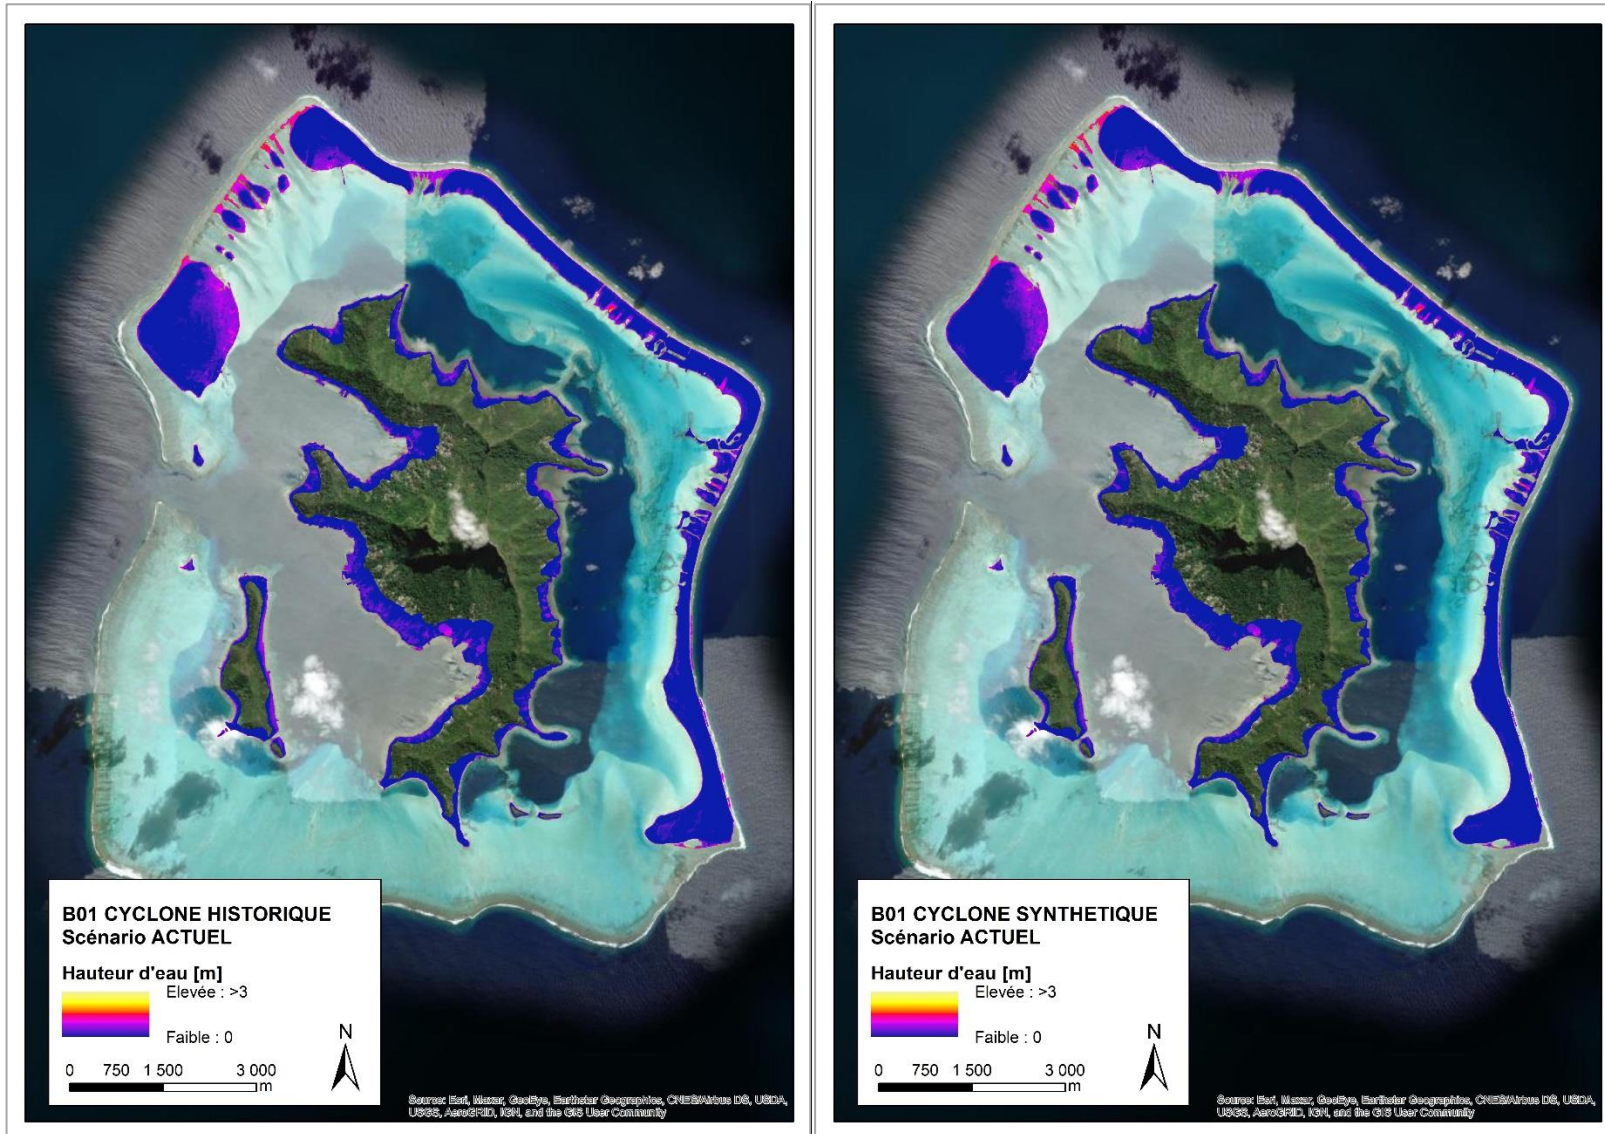 B01 CYCLONE HISTORIQUE
Scénario ACTUEL
Hauteur d'eau [m]
Elevée : >3
Faible : 0
N
0 750 1 500 3 000
m
Source: Esri, Maxar, GeoEye, Earthstar Geographics, CNES/Airbus DS, USDA,
USGS, AeroGRID, IGN, and the GIS User Community
B01 CYCLONE SYNTHETIQUE
Scénario ACTUEL
Hauteur d'eau [m]
Elevée : >3
Faible : 0
N
0 750 1 500 3 000
m
Source: Esri, Maxar, GeoEye, Earthstar Geographics, CNES/Airbus DS, USDA,
USGS, AeroGRID, IGN, and the GIS User Community